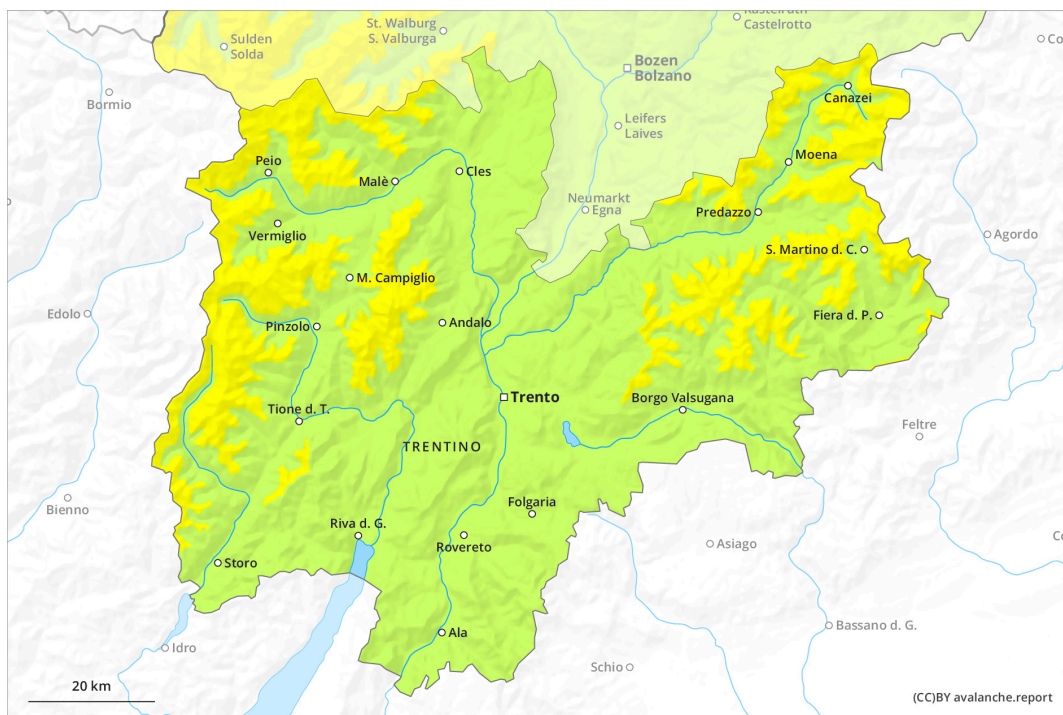 Kastelruth
Castelrotto
St. Walburg
S. Valburga
Sulden
Solda
Co
Bozen
Bolzano
Canazei
Bormio
Leifers
Laives
Moena
Peio
Malè
Cles
Neumarkt
Egna
Predazzo
Vermiglio
Agordo
S. Martino d. C.
M. Campiglio
Edolo
Pinzolo
Andalo
Fiera d. P.
Trento
Borgo Valsugana
Tione d. T.
Feltre
TRENTINO
Bienno
Folgaria
Riva d. G.
Rovereto
Asiago
Co
Storo
Ala
Bassano d. G.
Idro
Schio
20 km
(CC)BY avalanche.report